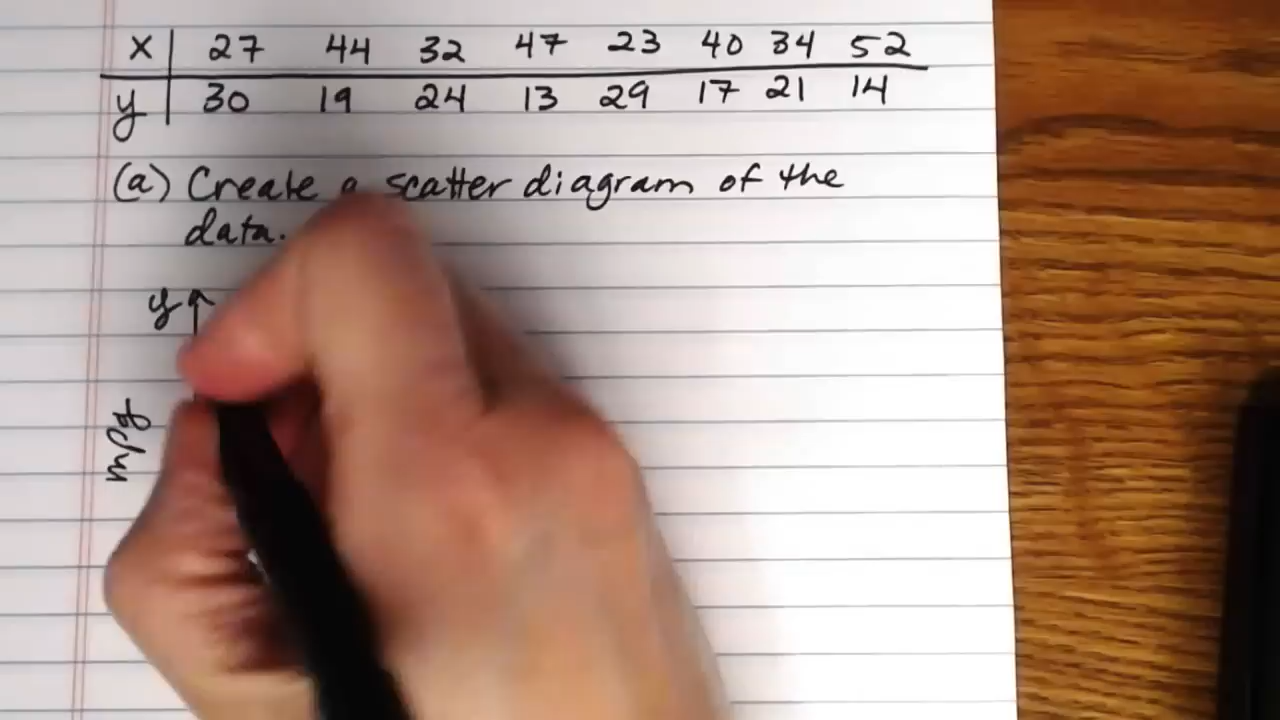 x 27 44 32 47 23 40 34 52
y 30 19 24 13 29 17 21 14
(a) Create a scatter diagram of the
data.
y
mpg